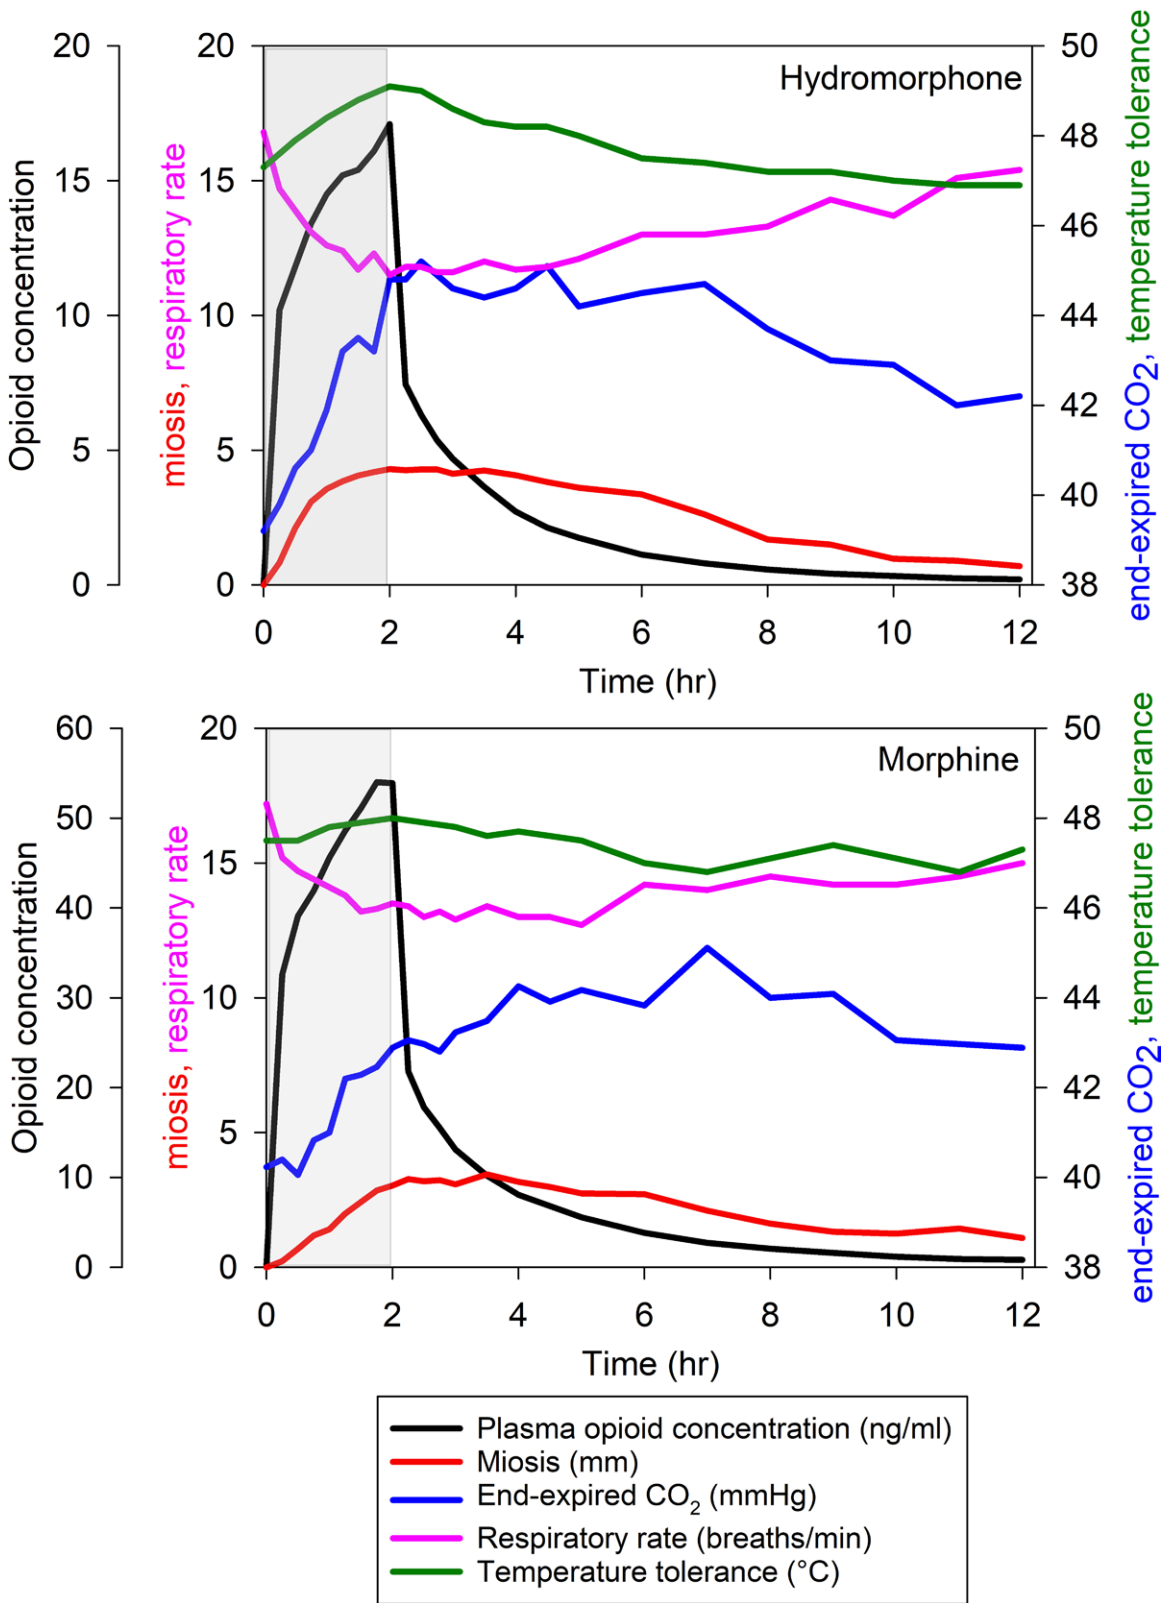 Hydromorphone
Opioid concentration
20
15
10
5
0
miosis, respiratory rate
20
15
10
5
0
50
48
46
44
42
40
38
end-expired CO2, temperature tolerance
0 2 4 6 8 10 12
Time (hr)
Morphine
Opioid concentration
60
50
40
30
20
10
0
miosis, respiratory rate
20
15
10
5
0
50
48
46
44
42
40
38
end-expired CO2, temperature tolerance
0 2 4 6 8 10 12
Time (hr)
Plasma opioid concentration (ng/ml)
Miosis (mm)
End-expired CO2 (mmHg)
Respiratory rate (breaths/min)
Temperature tolerance (°C)